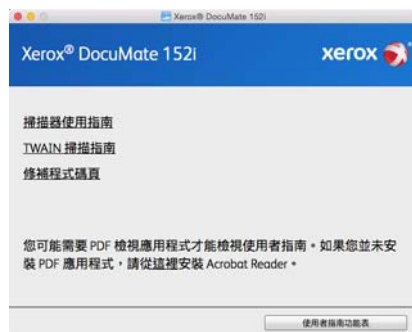 Xerox® DocuMate 152i
Xerox® DocuMate 152i
xerox
掃描器使用指南
TWAIN 掃描指南
修補程式碼頁
您可能需要 PDF 檢視應用程式才能檢視使用者指南。如果您並未安
裝 PDF 應用程式，請從這裡安裝 Acrobat Reader。
使用者指南功能表